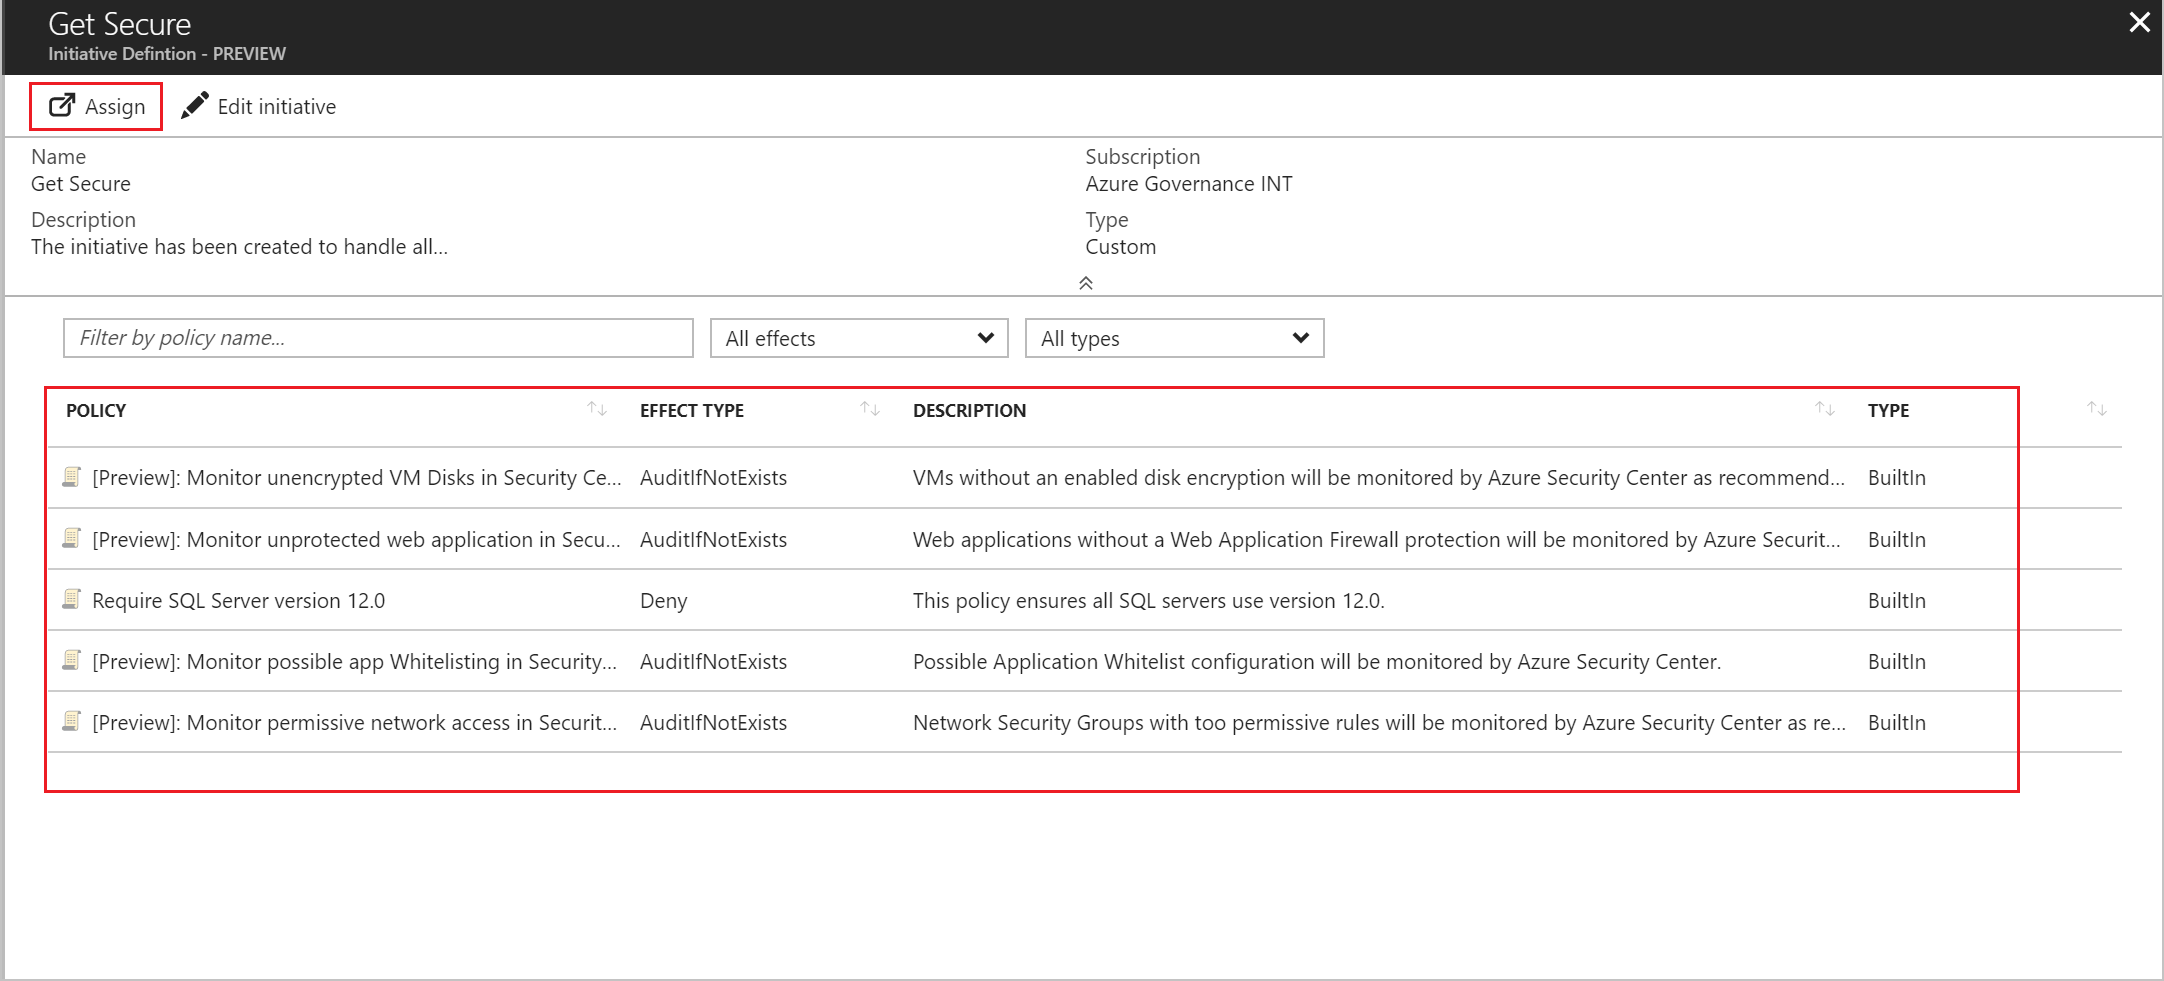 Get Secure
Initiative Defintion - PREVIEW
Assign
Edit initiative
Name
Get Secure
Description
The initiative has been created to handle all...
Subscription
Azure Governance INT
Type
Custom
Filter by policy name...
All effects
All types
POLICY EFFECT TYPE DESCRIPTION TYPE
[Preview]: Monitor unencrypted VM Disks in Security Ce... AuditIfNotExists VMs without an enabled disk encryption will be monitored by Azure Security Center as recommend... BuiltIn
[Preview]: Monitor unprotected web application in Secu... AuditIfNotExists Web applications without a Web Application Firewall protection will be monitored by Azure Securit... BuiltIn
Require SQL Server version 12.0 Deny This policy ensures all SQL servers use version 12.0. BuiltIn
[Preview]: Monitor possible app Whitelisting in Security... AuditIfNotExists Possible Application Whitelist configuration will be monitored by Azure Security Center. BuiltIn
[Preview]: Monitor permissive network access in Securit... AuditIfNotExists Network Security Groups with too permissive rules will be monitored by Azure Security Center as re... BuiltIn